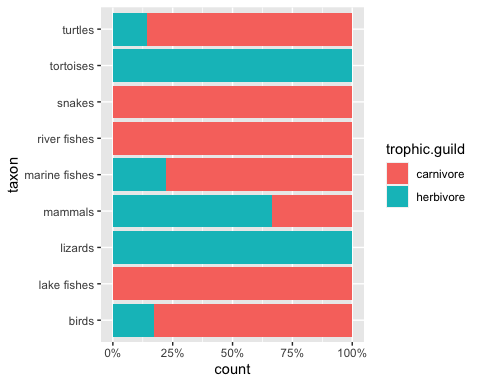 turtles
tortoises
snakes
river fishes
marine fishes
mammals
lizards
lake fishes
birds
taxon
0% 25% 50% 75% 100%
count
trophic.guild
carnivore
herbivore